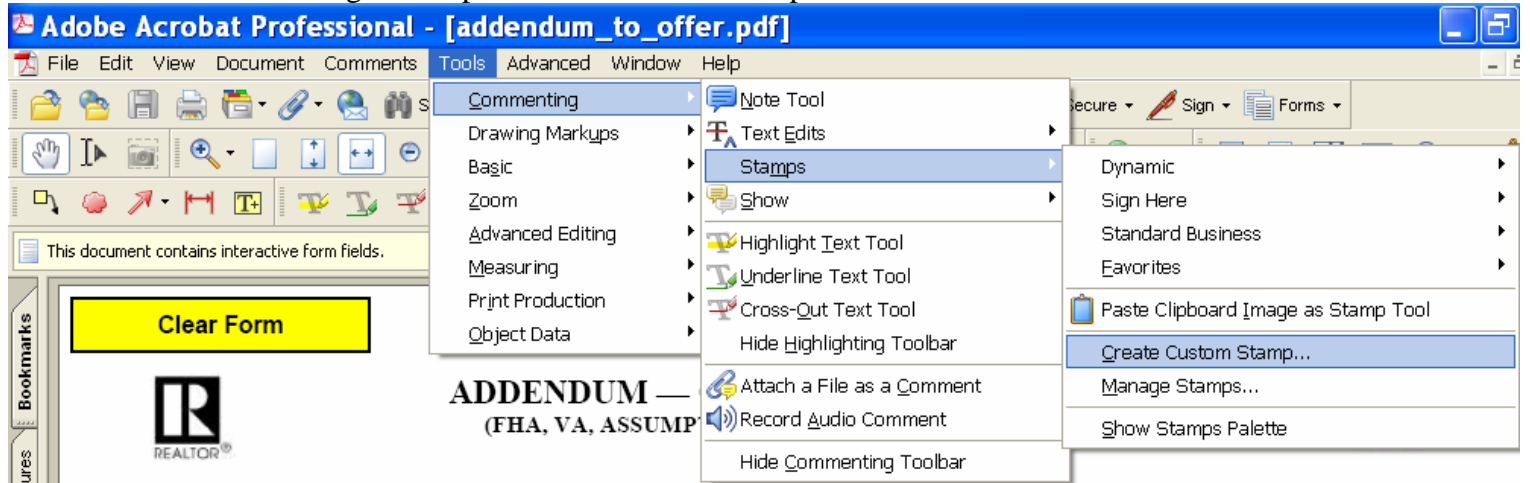 Adobe Acrobat Professional - [addendum_to_offer.pdf]
File Edit View Document Comments Tools Advanced Window Help
Secure Sign Forms
Commenting
Drawing Markups
Basic
Zoom
Advanced Editing
Measuring
Print Production
Object Data
Note Tool
Text Edits
Stamps
Show
Highlight Text Tool
Underline Text Tool
Cross-Out Text Tool
Hide Highlighting Toolbar
Attach a File as a Comment
Record Audio Comment
Hide Commenting Toolbar
Dynamic
Sign Here
Standard Business
Favorites
Paste Clipboard Image as Stamp Tool
Create Custom Stamp...
Manage Stamps...
Show Stamps Palette
This document contains interactive form fields.
Bookmarks
Clear Form
R
REALTOR®
ADDENDUM —
(FHA, VA, ASSUMP